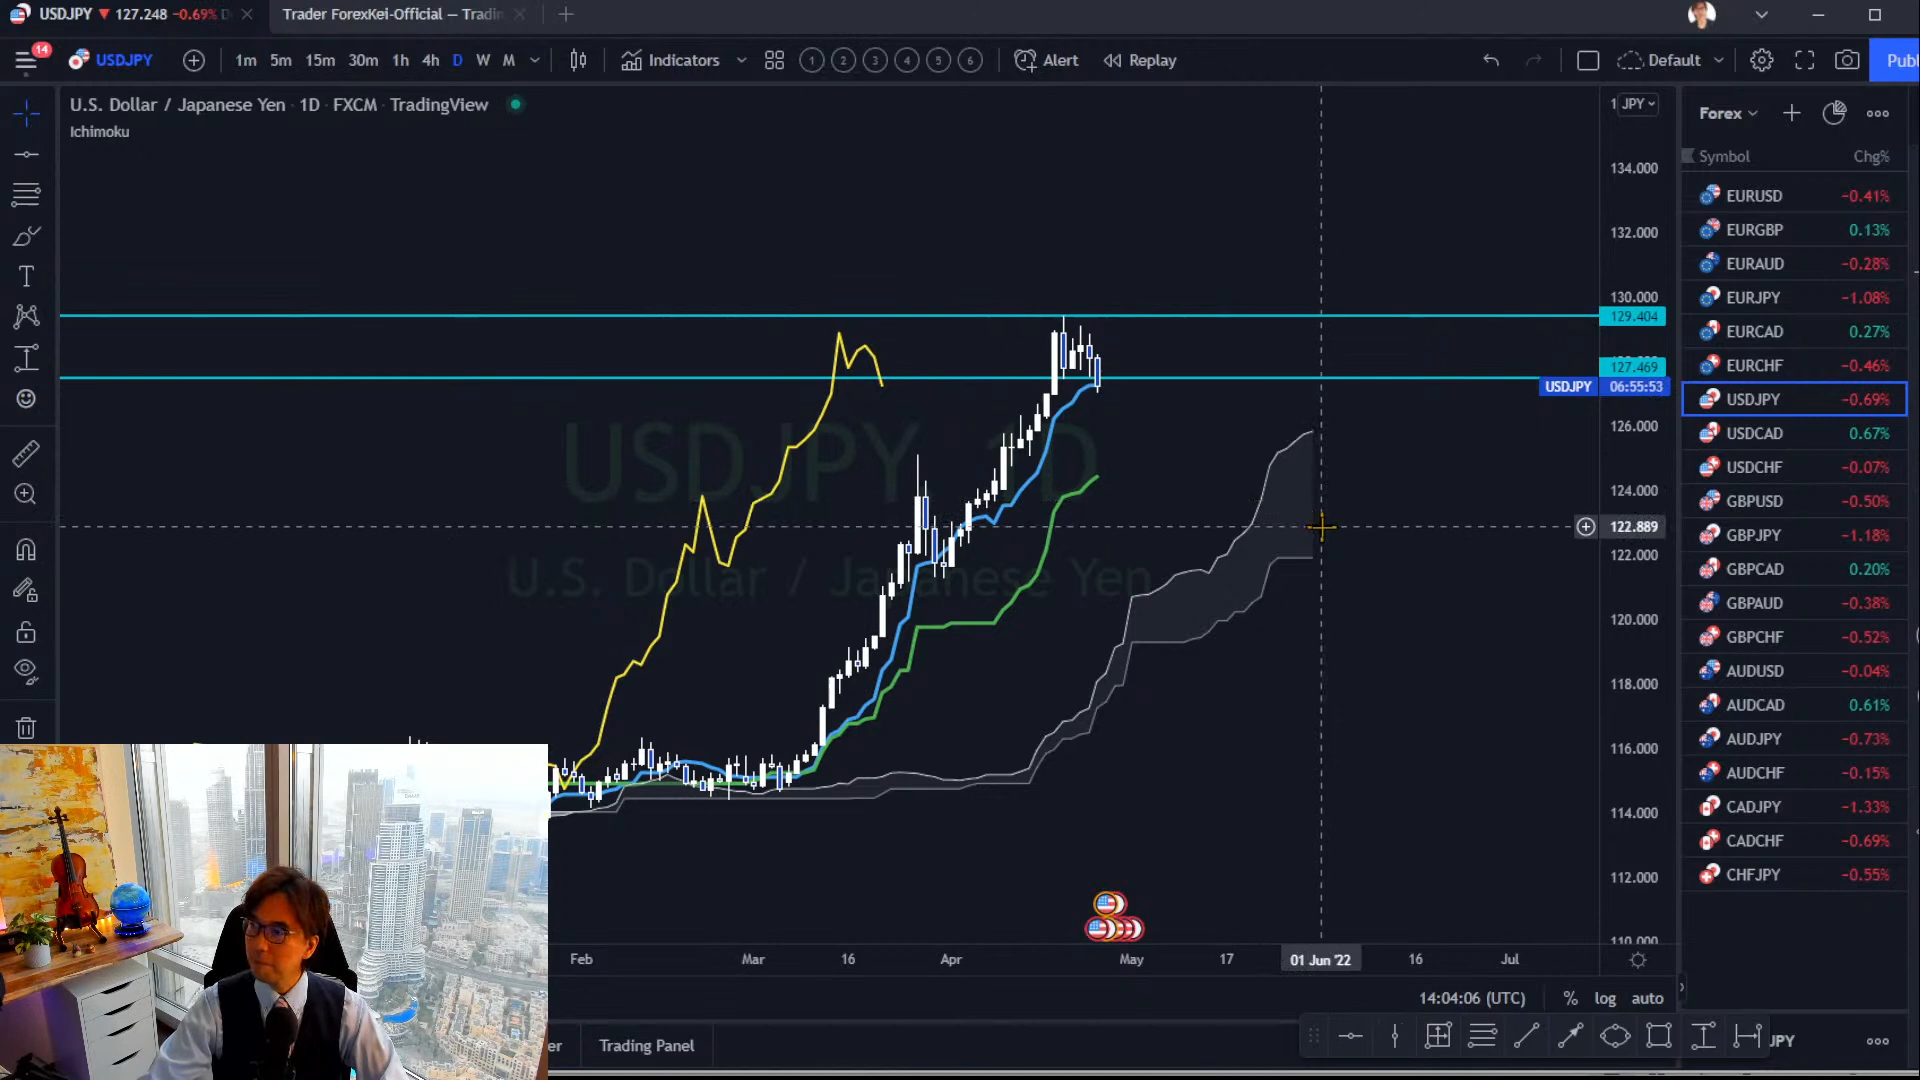 USDJPY ▼ 127.248 −0.69% D
Trader ForexKei-Official — Tradin
14
USDJPY
1m 5m 15m 30m 1h 4h D W M
Indicators
1 2 3 4 5 6
Alert
Replay
Default
Publ
U.S. Dollar / Japanese Yen · 1D · FXCM · TradingView
Ichimoku
1 JPY
134.000
132.000
130.000
129.404
127.469
USDJPY 06:55:53
126.000
124.000
122.889
122.000
120.000
118.000
116.000
114.000
112.000
110.000
USDJPY 1D
U.S. Dollar / Japanese Yen
Forex
Symbol Chg%
EURUSD −0.41%
EURGBP 0.13%
EURAUD −0.28%
EURJPY −1.08%
EURCAD 0.27%
EURCHF −0.46%
USDJPY −0.69%
USDCAD 0.67%
USDCHF −0.07%
GBPUSD −0.50%
GBPJPY −1.18%
GBPCAD 0.20%
GBPAUD −0.38%
GBPCHF −0.52%
AUDUSD −0.04%
AUDCAD 0.61%
AUDJPY −0.73%
AUDCHF −0.15%
CADJPY −1.33%
CADCHF −0.69%
CHFJPY −0.55%
Feb Mar 16 Apr May 17 01 Jun '22 16 Jul
14:04:06 (UTC) % log auto
er Trading Panel
JPY